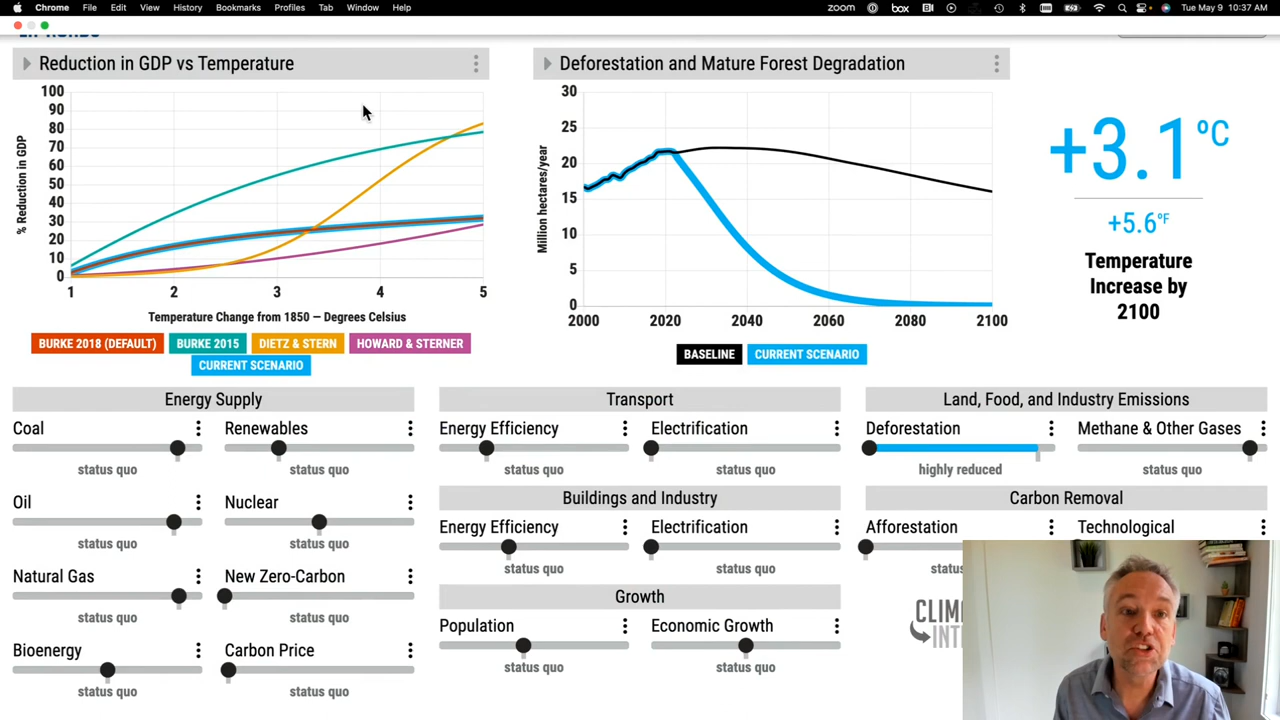 Chrome File Edit View History Bookmarks Profiles Tab Window Help zoom box Tue May 9 10:37 AM
Reduction in GDP vs Temperature
% Reduction in GDP
100
90
80
70
60
50
40
30
20
10
0
1 2 3 4 5
Temperature Change from 1850 — Degrees Celsius
BURKE 2018 (DEFAULT) BURKE 2015 DIETZ & STERN HOWARD & STERNER
CURRENT SCENARIO
Deforestation and Mature Forest Degradation
Million hectares/year
30
25
20
15
10
5
0
2000 2020 2040 2060 2080 2100
BASELINE CURRENT SCENARIO
+3.1°C
+5.6°F
Temperature
Increase by
2100
Energy Supply
Coal
status quo
Renewables
status quo
Oil
status quo
Nuclear
status quo
Natural Gas
status quo
New Zero-Carbon
status quo
Bioenergy
status quo
Carbon Price
status quo
Transport
Energy Efficiency
status quo
Electrification
status quo
Buildings and Industry
Energy Efficiency
status quo
Electrification
status quo
Growth
Population
status quo
Economic Growth
status quo
Land, Food, and Industry Emissions
Deforestation
highly reduced
Methane & Other Gases
status quo
Carbon Removal
Afforestation
Technological